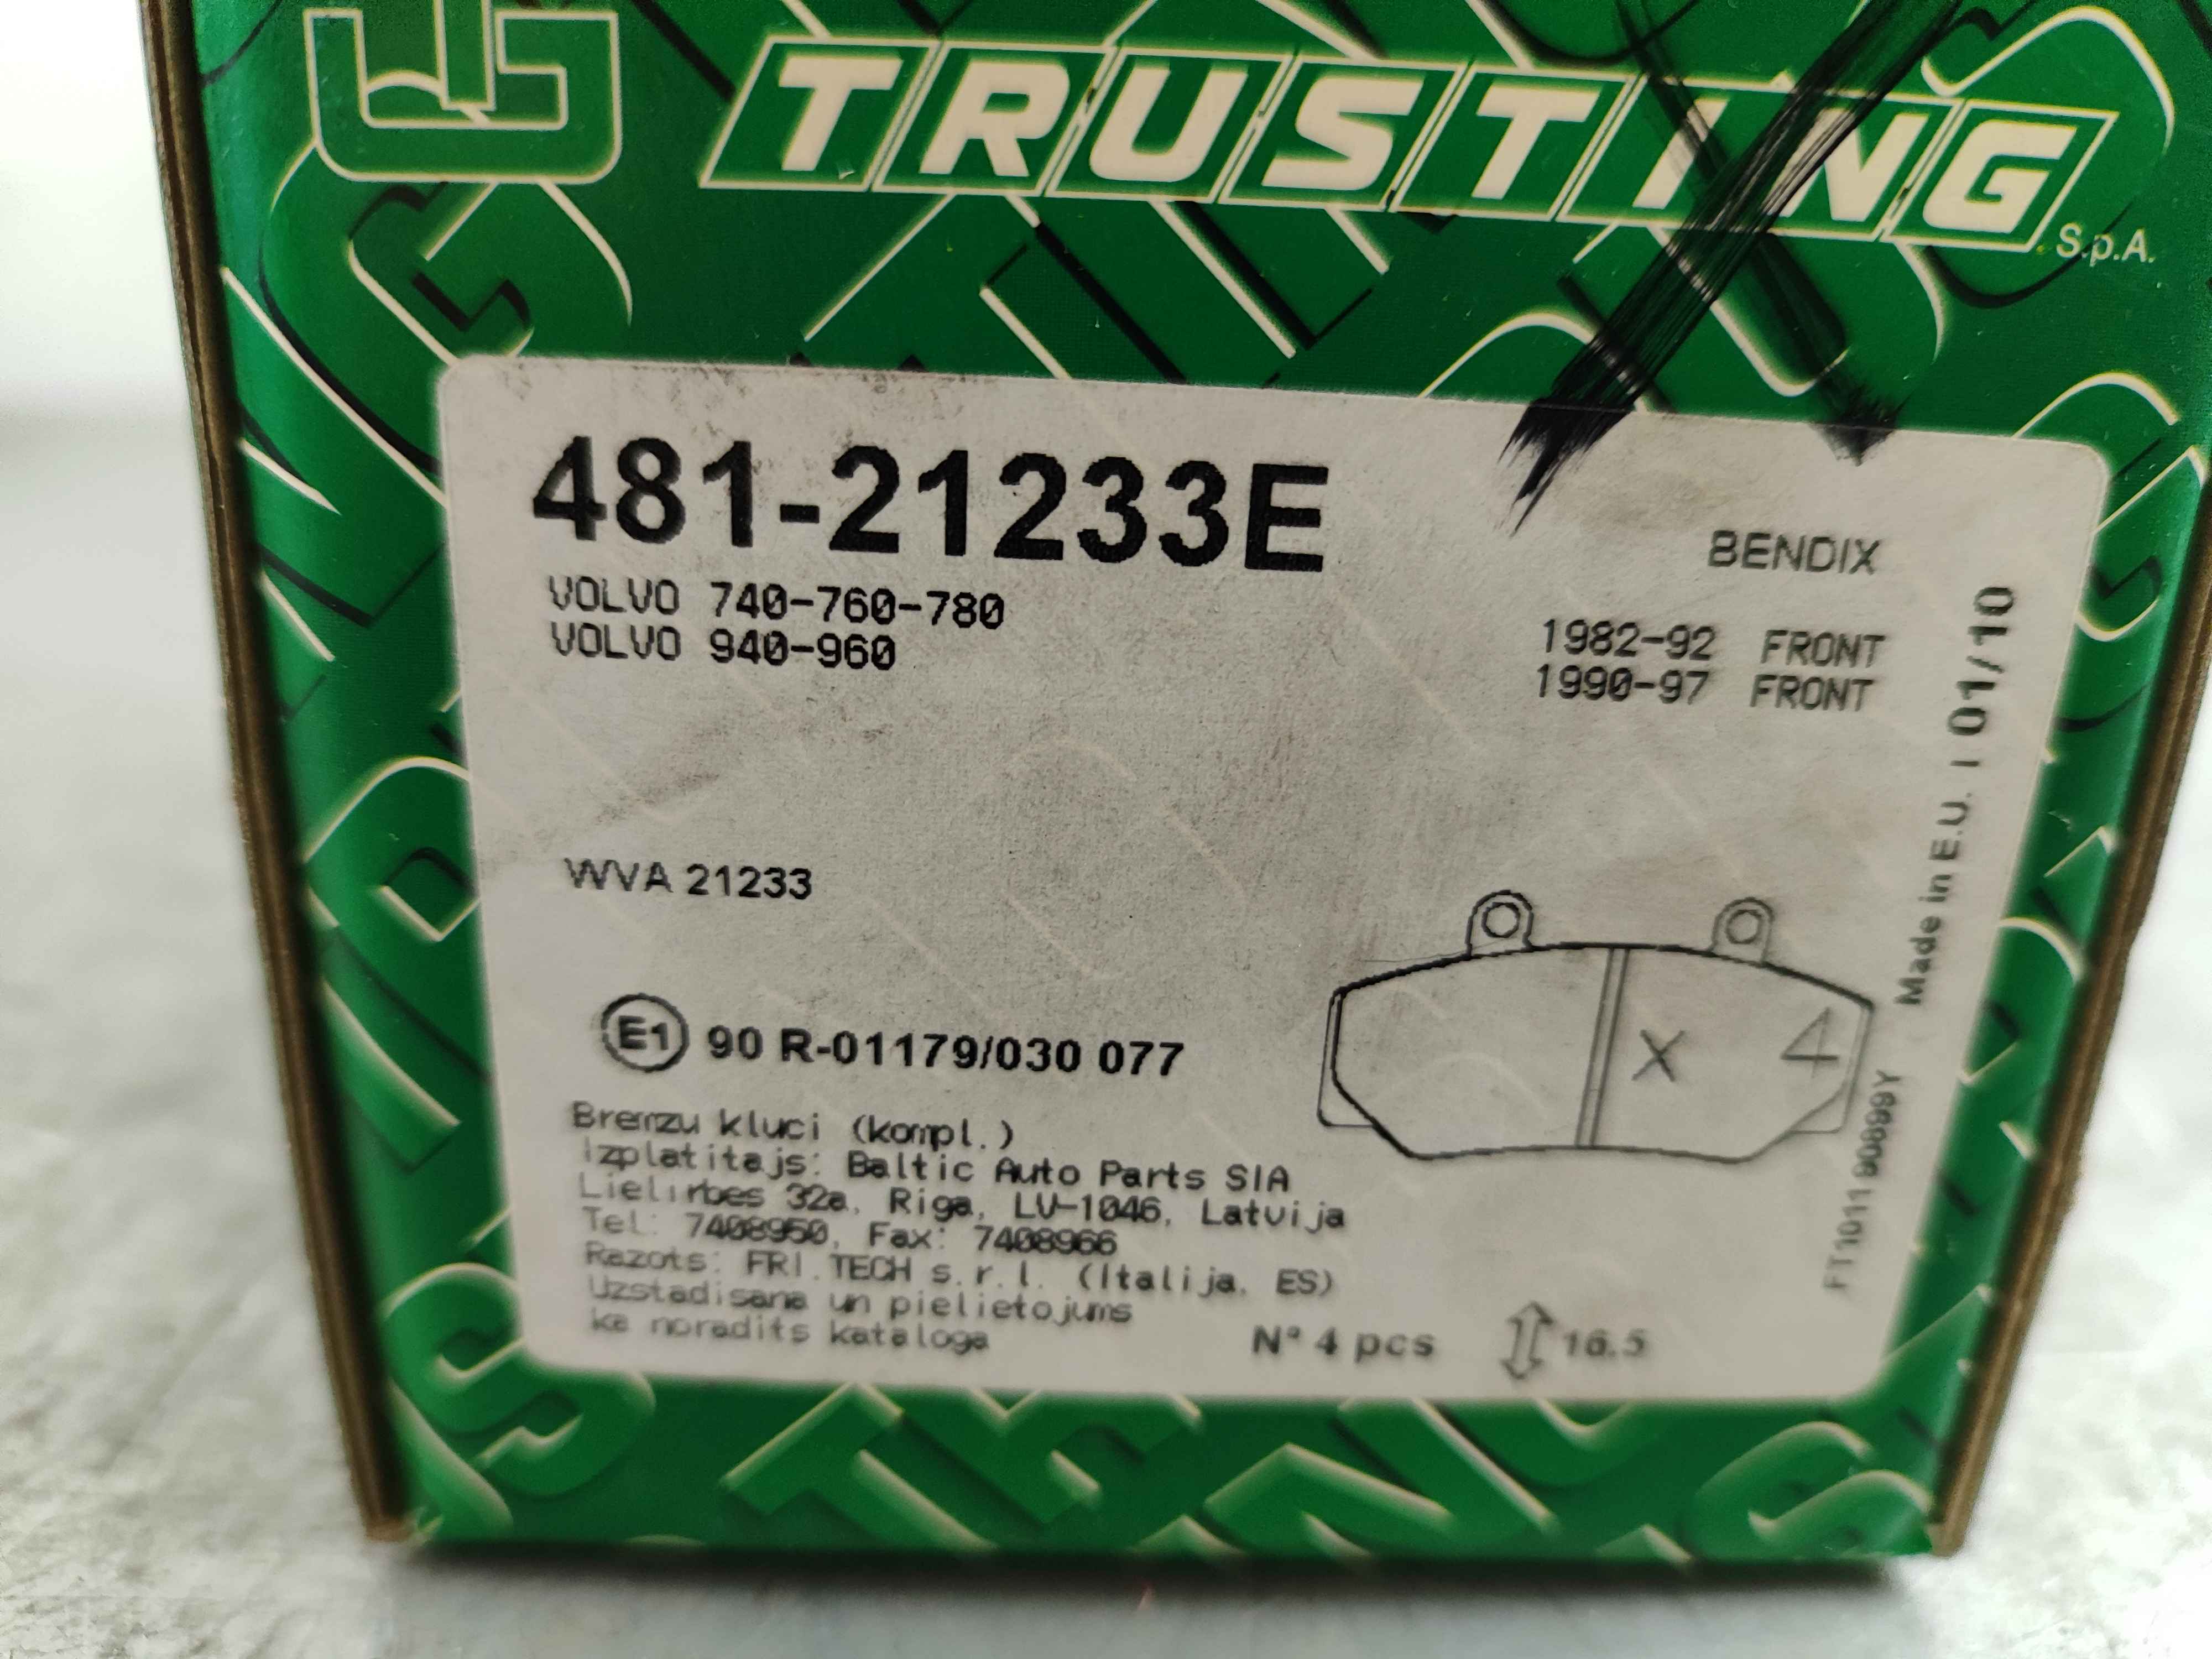 TRUSTING
S.p.A.
481-21233E
BENDIX
VOLVO 740-760-780 1982-92 FRONT
VOLVO 940-960 1990-97 FRONT
WVA 21233
E1 90 R-01179/030 077
X 4
Bremzu kluci (kompl.)
Izplatitajs: Baltic Auto Parts SIA
Lielirbes 32a, Riga, LV-1046, Latvija
Tel: 7408950, Fax: 7408966
Razots: FRI.TECH s.r.l. (Italija, ES)
Uzstadisana un pielietojums
ka noradits kataloga
N° 4 pcs 16.5
Made in E.U. I 01/10